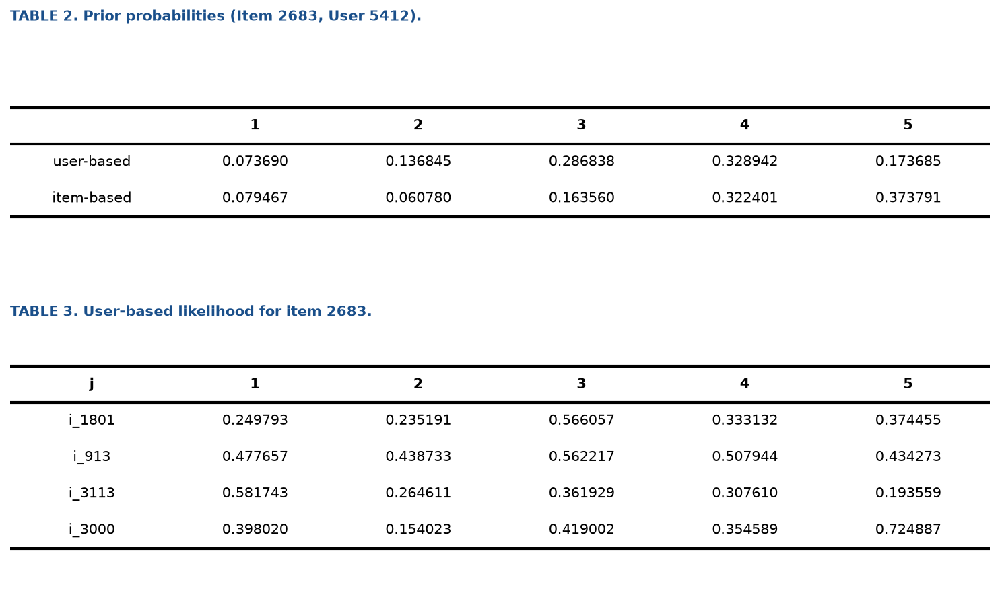 TABLE 2. Prior probabilities (Item 2683, User 5412).
1 2 3 4 5
user-based 0.073690 0.136845 0.286838 0.328942 0.173685
item-based 0.079467 0.060780 0.163560 0.322401 0.373791
TABLE 3. User-based likelihood for item 2683.
j 1 2 3 4 5
i_1801 0.249793 0.235191 0.566057 0.333132 0.374455
i_913 0.477657 0.438733 0.562217 0.507944 0.434273
i_3113 0.581743 0.264611 0.361929 0.307610 0.193559
i_3000 0.398020 0.154023 0.419002 0.354589 0.724887